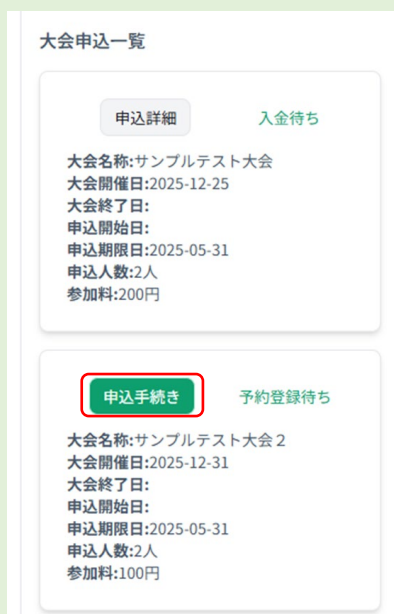 大会申込一覧
申込詳細 入金待ち
大会名称:サンプルテスト大会
大会開催日:2025-12-25
大会終了日:
申込開始日:
申込期限日:2025-05-31
申込人数:2人
参加料:200円
申込手続き 予約登録待ち
大会名称:サンプルテスト大会２
大会開催日:2025-12-31
大会終了日:
申込開始日:
申込期限日:2025-05-31
申込人数:2人
参加料:100円